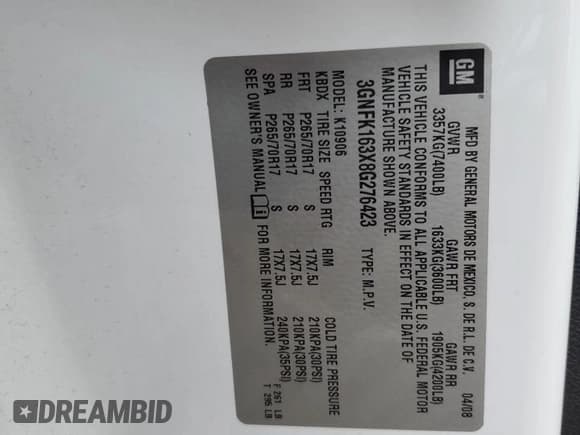 GM
®
MFD BY GENERAL MOTORS DE MEXICO, S. DE R.L. DE C.V. 04/08
GVWR GAWR FRT GAWR RR
3357KG(7400LB) 1633KG(3600LB) 1905KG(4200LB)
THIS VEHICLE CONFORMS TO ALL APPLICABLE U.S. FEDERAL MOTOR
VEHICLE SAFETY STANDARDS IN EFFECT ON THE DATE OF
MANUFACTURE SHOWN ABOVE.
3GNFK163X8G276423 TYPE: M.P.V.
MODEL: K10906
KBDX TIRE SIZE SPEED RTG RIM COLD TIRE PRESSURE
FRT P265/70R17 S 17X7.5J 210KPA(30PSI)
RR P265/70R17 S 17X7.5J 210KPA(30PSI)
SPA P265/70R17 S 17X7.5J 240KPA(35PSI)
SEE OWNER'S MANUAL i FOR MORE INFORMATION.
F 261 LB
T 295 LB
DREAMBID